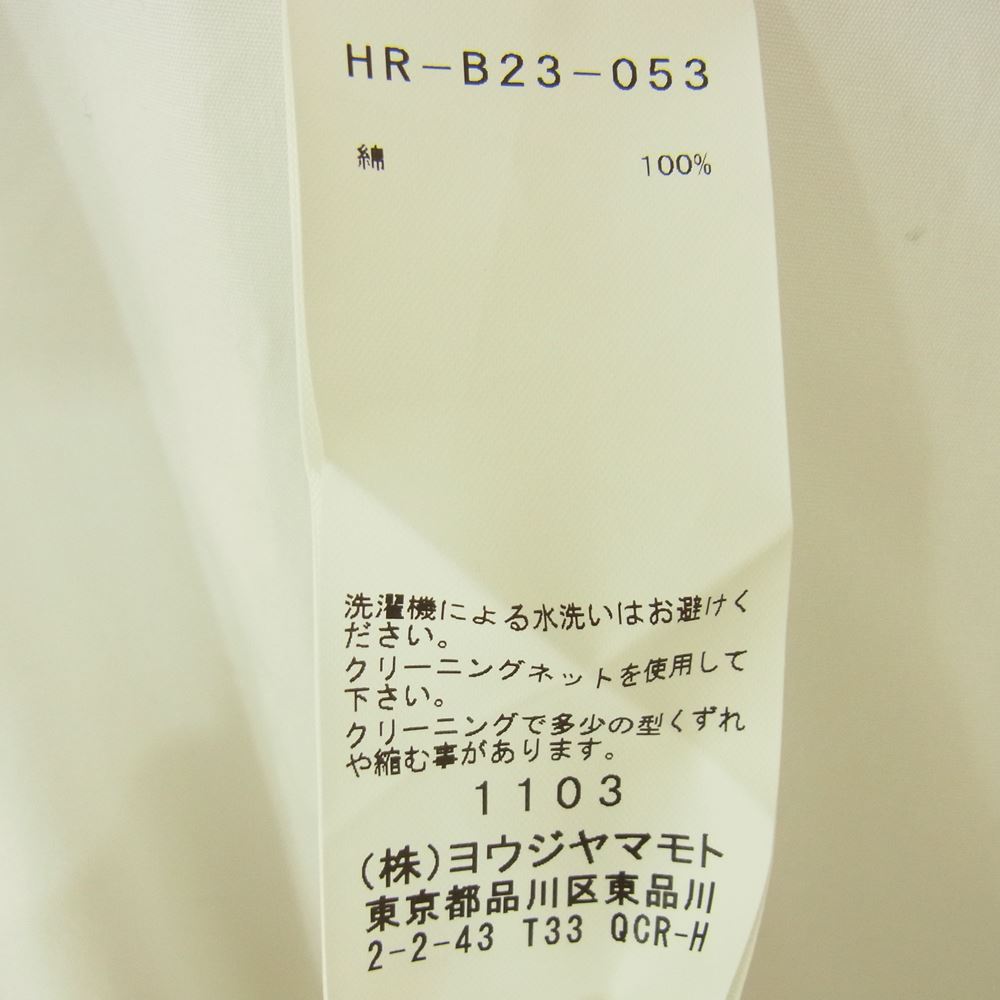 HR-B23-053
綿 100%
洗濯機による水洗いはお避けく
ださい。
クリーニングネットを使用して
下さい。
クリーニングで多少の型くずれ
や縮む事があります。
1103
(株)ヨウジヤマモト
東京都品川区東品川
2-2-43 T33 QCR-H